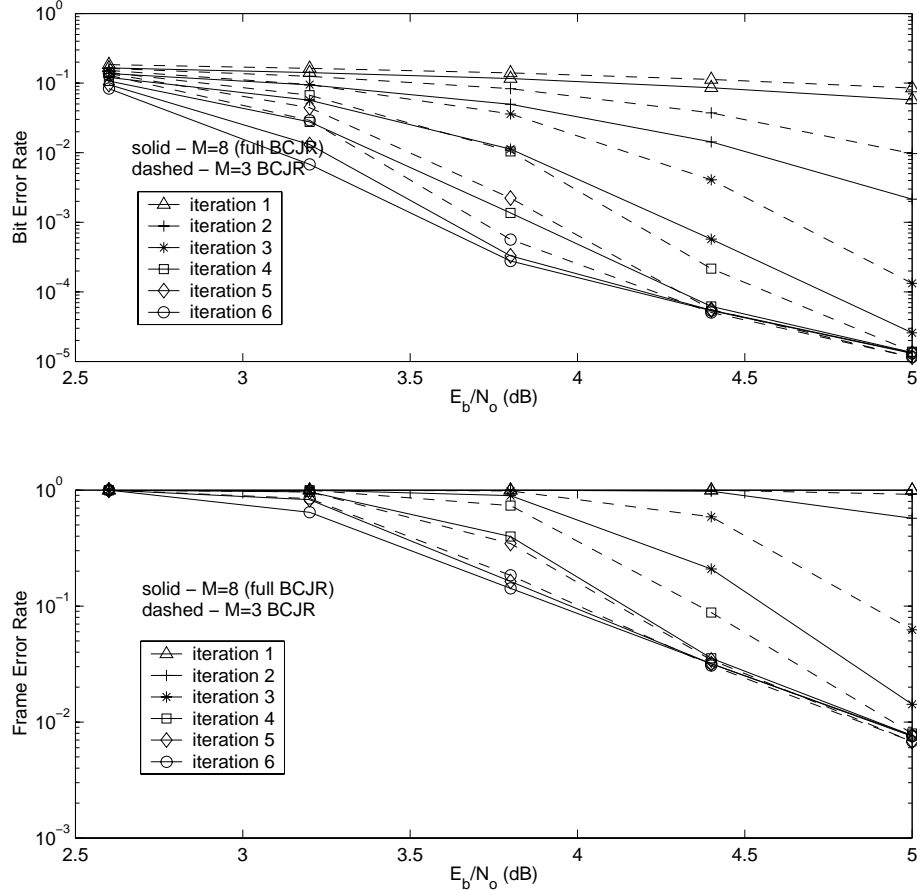 10^0
10^-1
10^-2
10^-3
10^-4
10^-5
Bit Error Rate
solid – M=8 (full BCJR)
dashed – M=3 BCJR
iteration 1
iteration 2
iteration 3
iteration 4
iteration 5
iteration 6
2.5 3 3.5 4 4.5 5
E_b/N_o (dB)
10^0
10^-1
10^-2
10^-3
Frame Error Rate
solid – M=8 (full BCJR)
dashed – M=3 BCJR
iteration 1
iteration 2
iteration 3
iteration 4
iteration 5
iteration 6
2.5 3 3.5 4 4.5 5
E_b/N_o (dB)